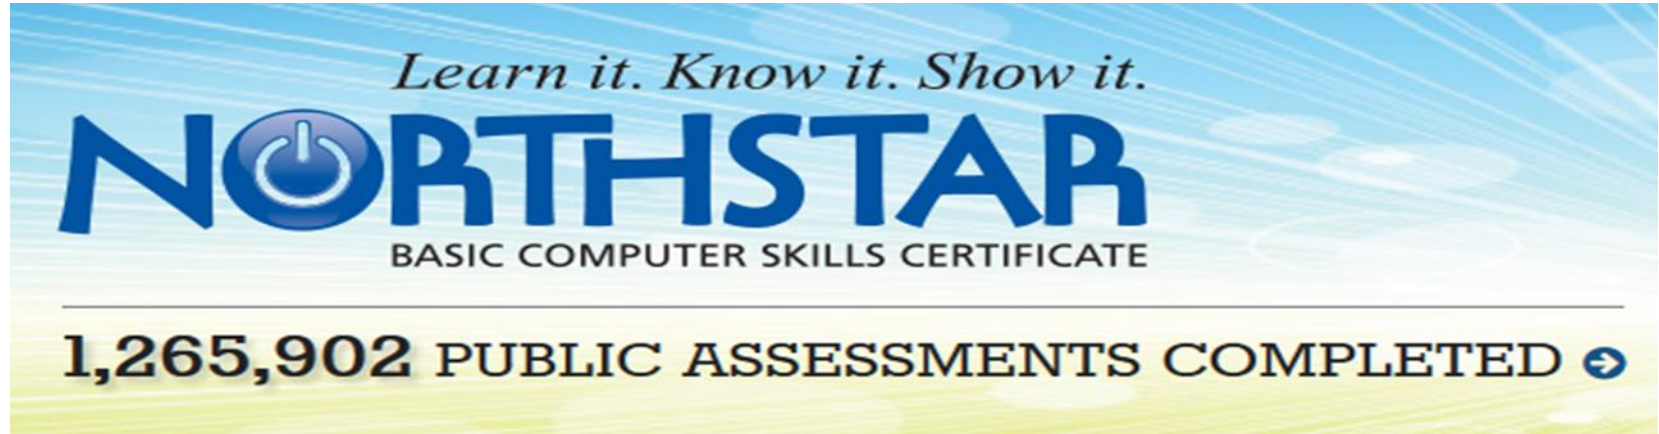 Learn it. Know it. Show it.
NORTHSTAR
BASIC COMPUTER SKILLS CERTIFICATE
1,265,902 PUBLIC ASSESSMENTS COMPLETED